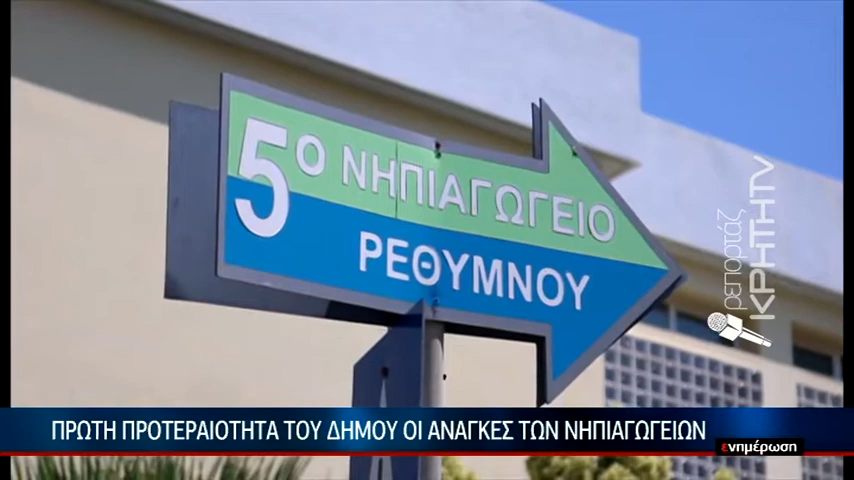 5ο ΝΗΠΙΑΓΩΓΕΙΟ
ΡΕΘΥΜΝΟΥ
ρεπορτάζ
ΚΡΗΤΗTV
ΠΡΩΤΗ ΠΡΟΤΕΡΑΙΟΤΗΤΑ ΤΟΥ ΔΗΜΟΥ ΟΙ ΑΝΑΓΚΕΣ ΤΩΝ ΝΗΠΙΑΓΩΓΕΙΩΝ
ενημέρωση